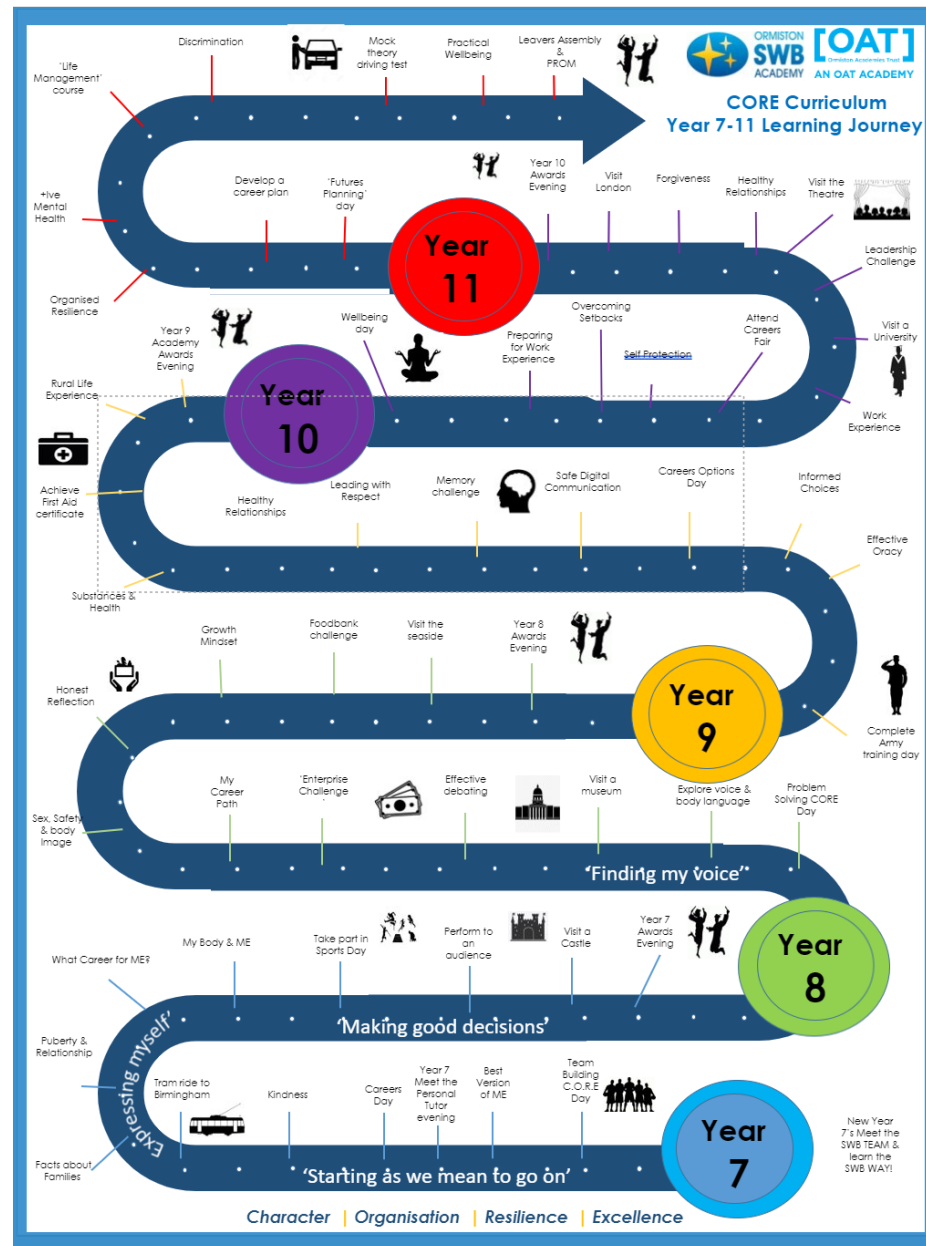 Discrimination
Mock
theory
driving test
Practical
Wellbeing
Leavers Assembly
&
PROM
ORMISTON
SWB
ACADEMY
[OAT]
Ormiston Academies Trust
AN OAT ACADEMY
CORE Curriculum
Year 7-11 Learning Journey
'Life
Management'
course
+Ive
Mental
Health
Organised
Resilience
Develop a
career plan
'Futures
Planning'
day
Year
11
Year 10
Awards
Evening
Visit
London
Forgiveness
Healthy
Relationships
Visit the
Theatre
Leadership
Challenge
Visit a
University
Work
Experience
Attend
Careers
Fair
Self Protection
Overcoming
Setbacks
Preparing
for Work
Experience
Wellbeing
day
Year
10
Year 9
Academy
Awards
Evening
Rural Life
Experience
Achieve
First Aid
certificate
Substances &
Health
Healthy
Relationships
Leading with
Respect
Memory
challenge
Safe Digital
Communication
Careers Options
Day
Informed
Choices
Effective
Oracy
Complete
Army
training day
Year
9
Year 8
Awards
Evening
Visit the
seaside
Foodbank
challenge
Growth
Mindset
Honest
Reflection
Sex, Safety
& body
Image
My
Career
Path
'Enterprise
Challenge
'
Effective
debating
Visit a
museum
Explore voice &
body language
Problem
Solving CORE
Day
'Finding my voice'
Year
8
Year 7
Awards
Evening
Visit a
Castle
Perform to
an
audience
Take part in
Sports Day
My Body & ME
What Career for ME?
'Making good decisions'
Puberty &
Relationship
'Expressing myself'
Facts about
Families
Tram ride to
Birmingham
Kindness
Careers
Day
Year 7
Meet the
Personal
Tutor
evening
Best
Version
of ME
Team
Building
C.O.R.E
Day
'Starting as we mean to go on'
Year
7
New Year
7's Meet the
SWB TEAM &
learn the
SWB WAY!
Character | Organisation | Resilience | Excellence